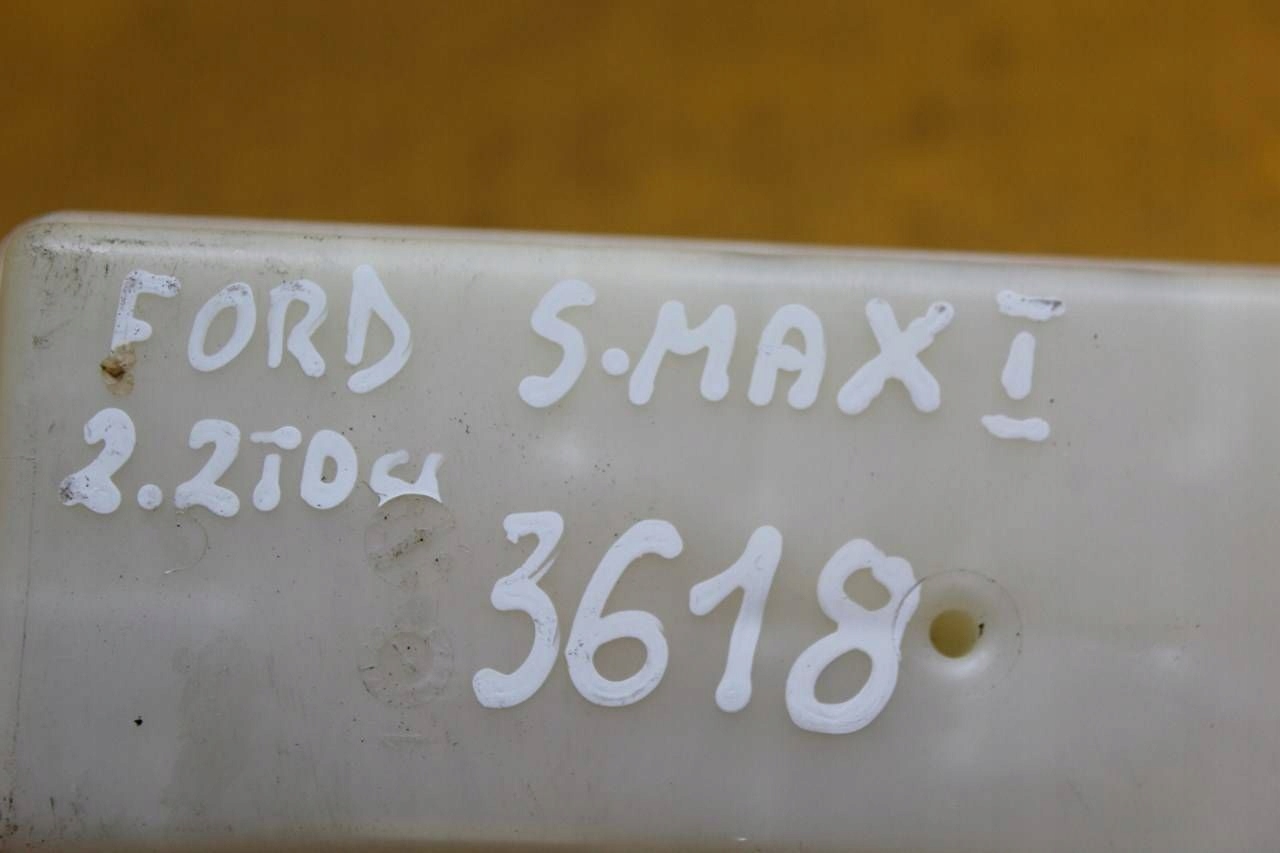 FORD S.MAX I
2.2TDCI
3618